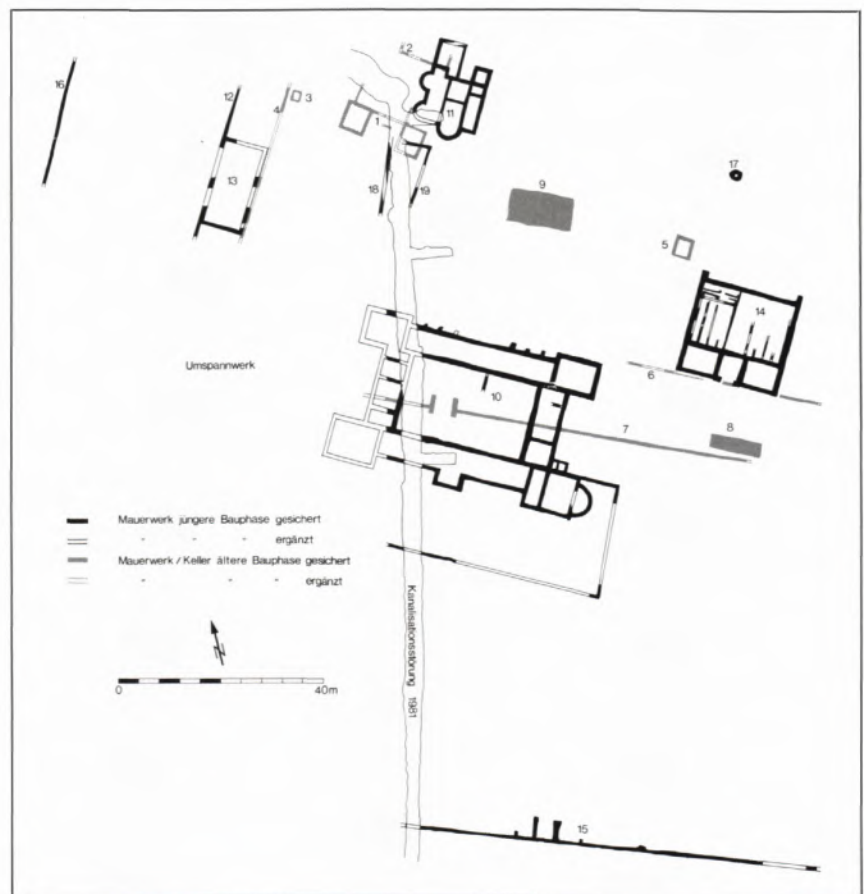 2
16
12
4
3
11
1
17
9
13
18
19
5
14
Umspannwerk
10
6
7
8
Mauerwerk jüngere Bauphase gesichert
" " " ergänzt
Mauerwerk / Keller ältere Bauphase gesichert
" " " ergänzt
Kanalisationsstörung 1981
N
0 40m
15